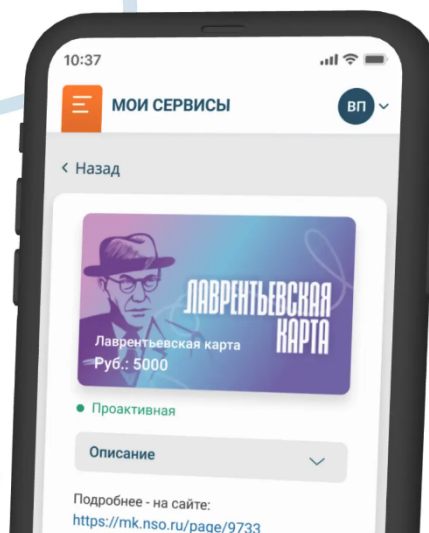 10:37
МОИ СЕРВИСЫ
ВП
Назад
ЛАВРЕНТЬЕВСКАЯ
КАРТА
Лаврентьевская карта
Руб.: 5000
Проактивная
Описание
Подробнее - на сайте:
https://mk.nso.ru/page/9733